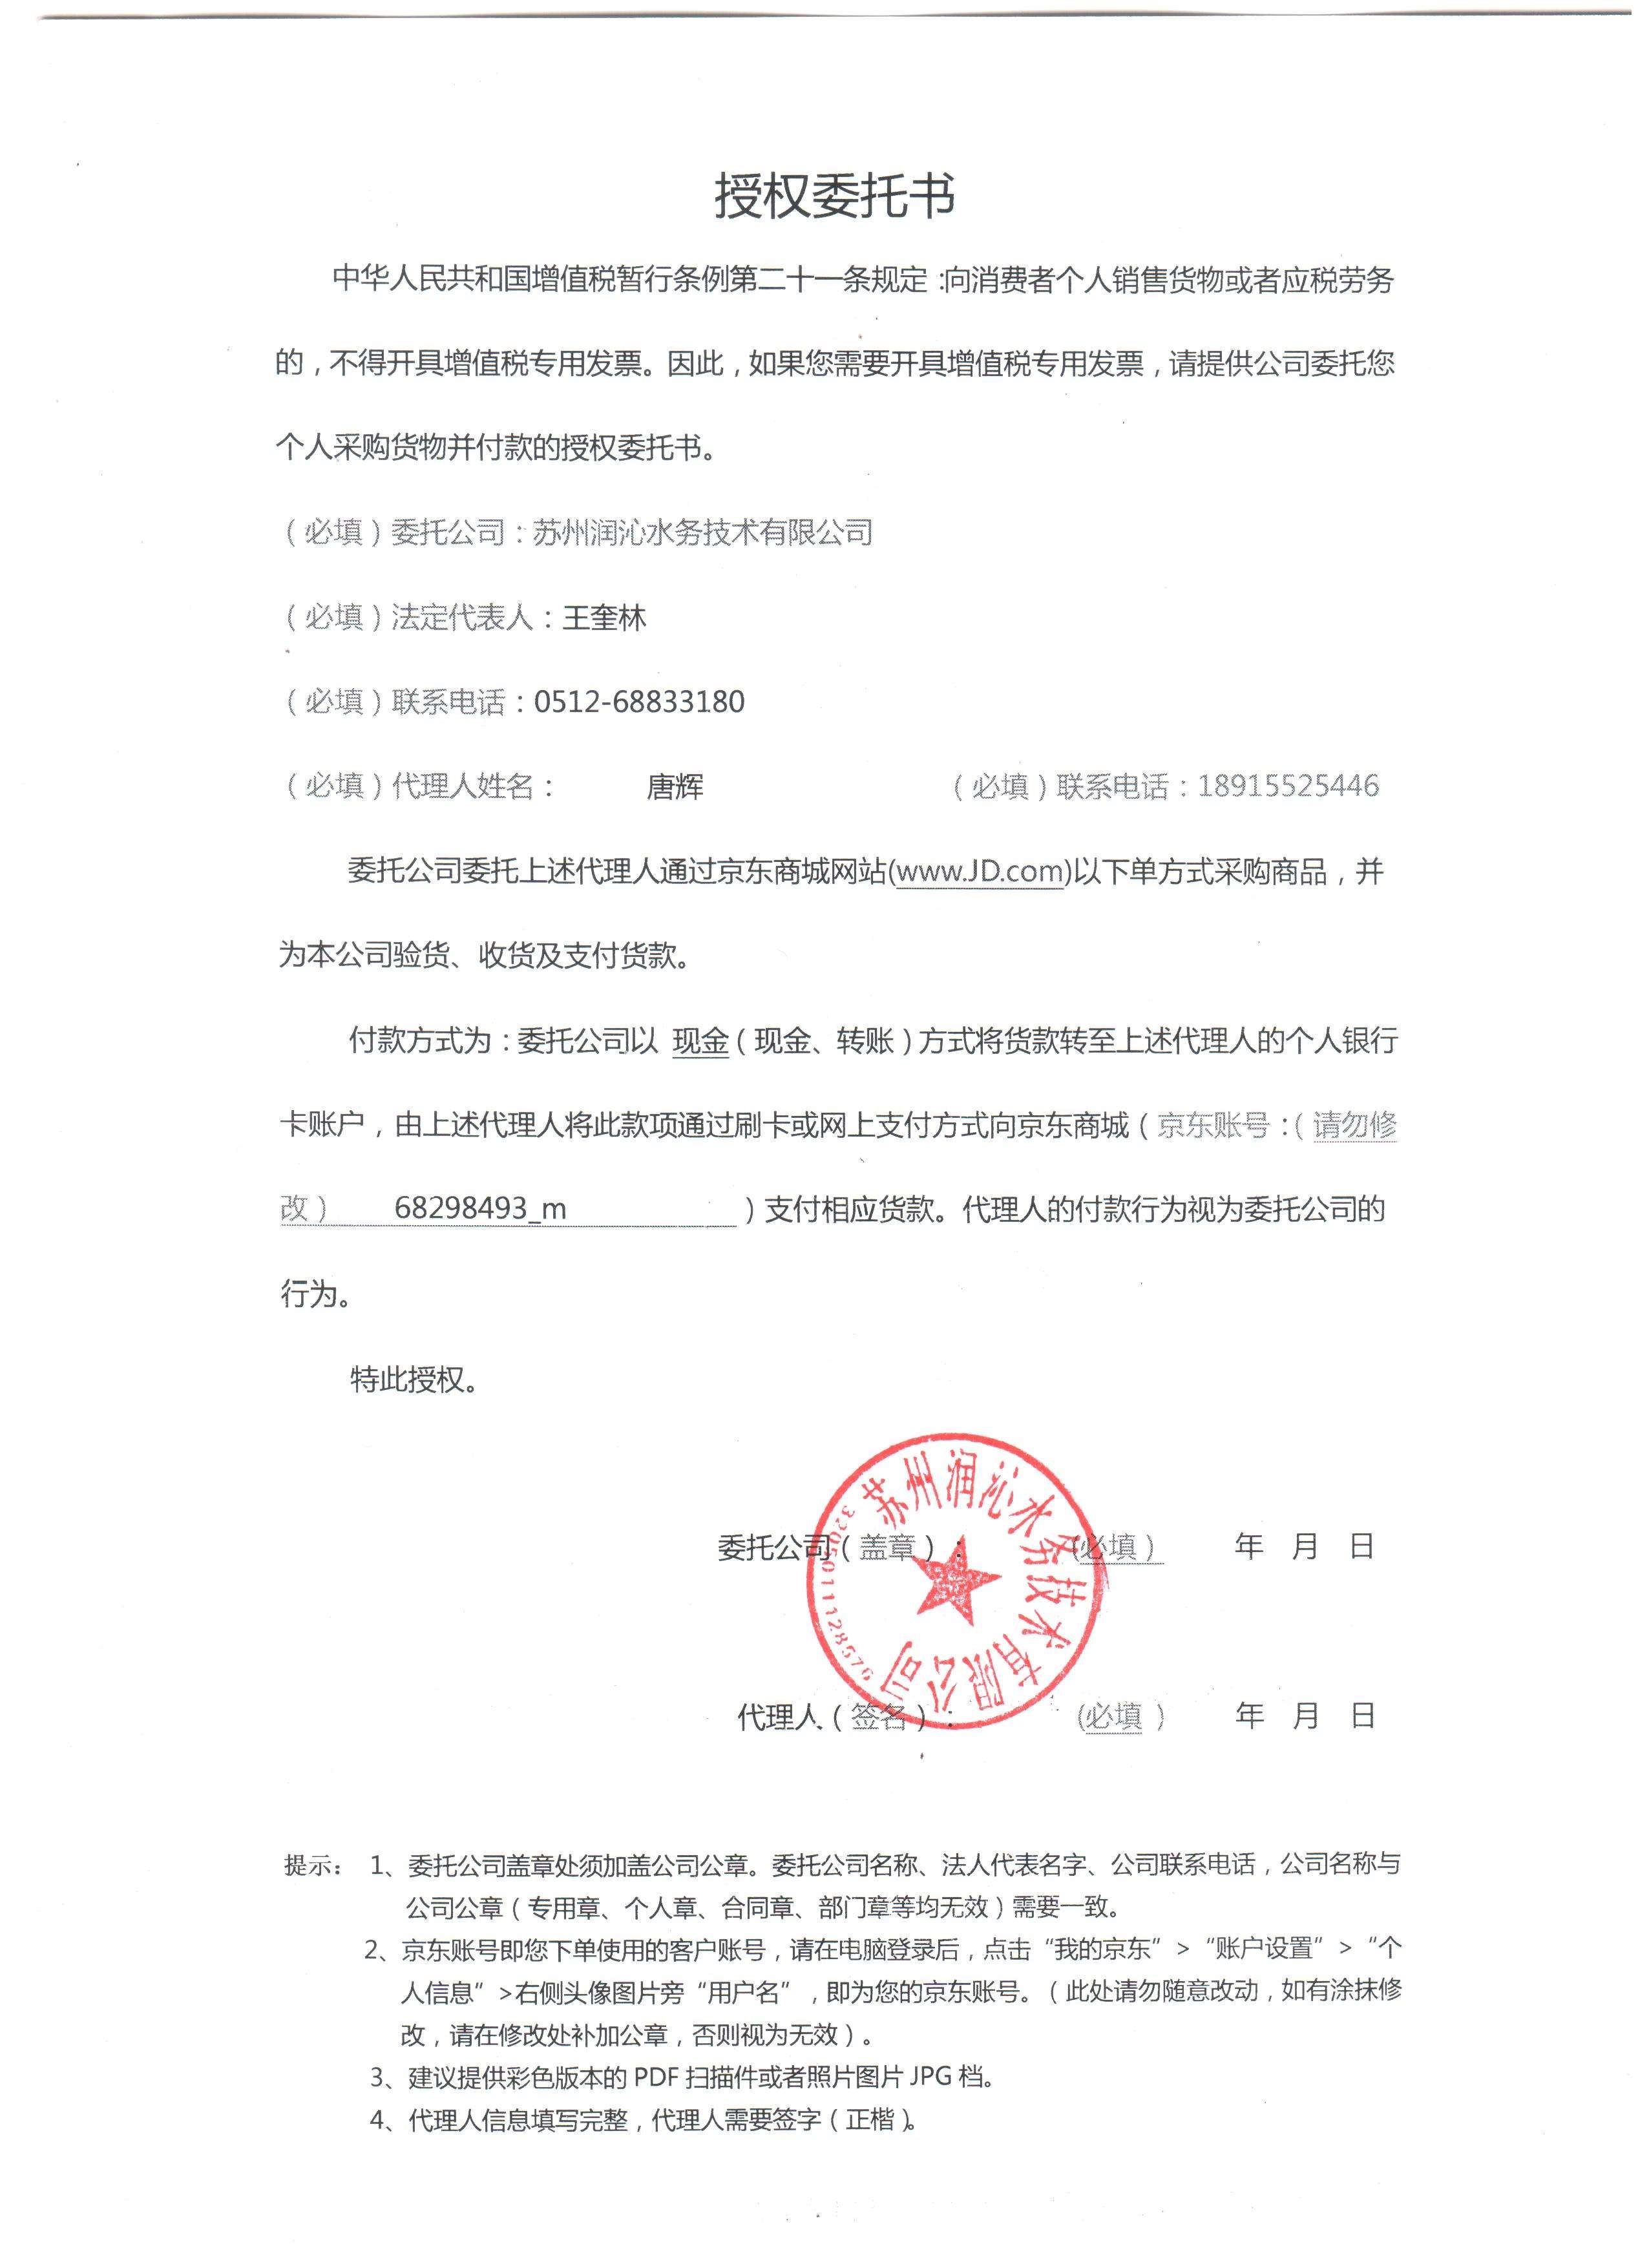 授权委托书
中华人民共和国增值税暂行条例第二十一条规定：向消费者个人销售货物或者应税劳务
的，不得开具增值税专用发票。因此，如果您需要开具增值税专用发票，请提供公司委托您
个人采购货物并付款的授权委托书。
（必填）委托公司：苏州润沁水务技术有限公司
（必填）法定代表人：王奎林
（必填）联系电话：0512-68833180
（必填）代理人姓名： 唐辉 （必填）联系电话：18915525446
委托公司委托上述代理人通过京东商城网站(www.JD.com)以下单方式采购商品，并
为本公司验货、收货及支付货款。
付款方式为：委托公司以 现金（现金、转账）方式将货款转至上述代理人的个人银行
卡账户，由上述代理人将此款项通过刷卡或网上支付方式向京东商城（京东账号：（请勿修
改） 68298493_m ）支付相应货款。代理人的付款行为视为委托公司的
行为。
特此授权。
苏州润沁水务技术有限公司
3205011128576
委托公司（盖章）： （必填） 年 月 日
代理人（签名）： （必填） 年 月 日
提示： 1、委托公司盖章处须加盖公司公章。委托公司名称、法人代表名字、公司联系电话，公司名称与
公司公章（专用章、个人章、合同章、部门章等均无效）需要一致。
2、京东账号即您下单使用的客户账号，请在电脑登录后，点击“我的京东”>“账户设置”>“个
人信息”>右侧头像图片旁“用户名”，即为您的京东账号。（此处请勿随意改动，如有涂抹修
改，请在修改处补加公章，否则视为无效）。
3、建议提供彩色版本的 PDF 扫描件或者照片图片 JPG 档。
4、代理人信息填写完整，代理人需要签字（正楷）。